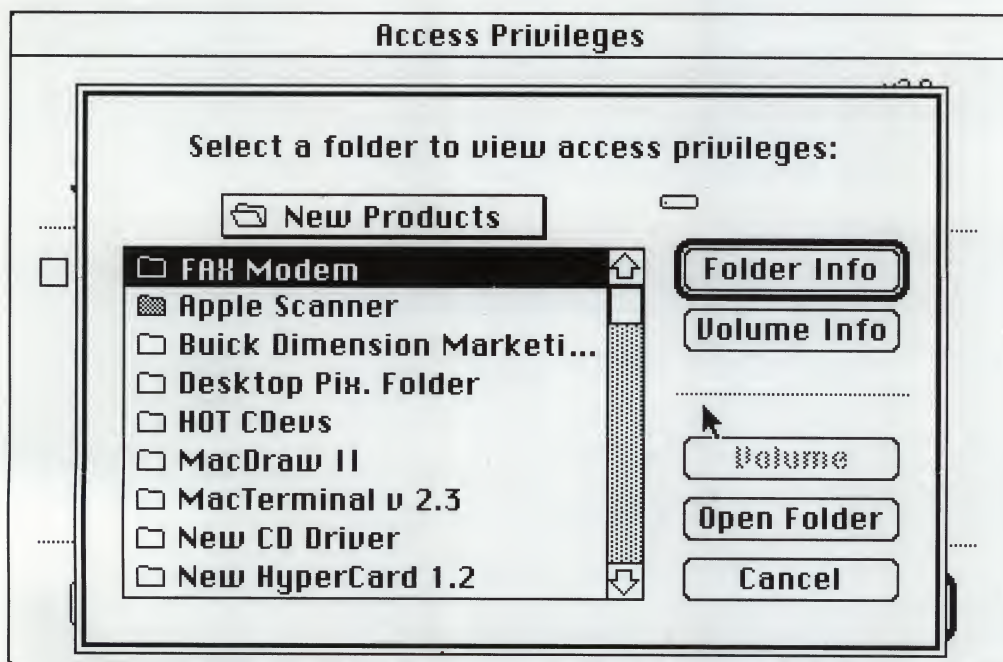 Access Privileges
Select a folder to view access privileges:
New Products
FAX Modem
Apple Scanner
Buick Dimension Marketi...
Desktop Pix. Folder
HOT CDevs
MacDraw II
MacTerminal v 2.3
New CD Driver
New HyperCard 1.2
Folder Info
Volume Info
Volume
Open Folder
Cancel